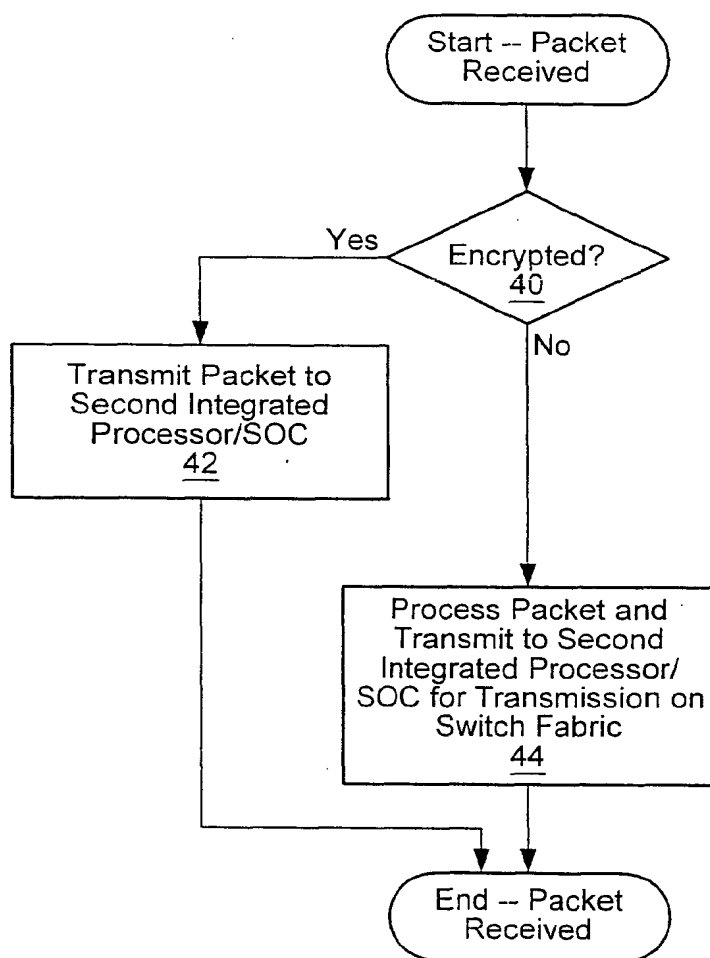 Start -- Packet
Received
Encrypted?
40
Yes
No
Transmit Packet to
Second Integrated
Processor/SOC
42
Process Packet and
Transmit to Second
Integrated Processor/
SOC for Transmission on
Switch Fabric
44
End -- Packet
Received